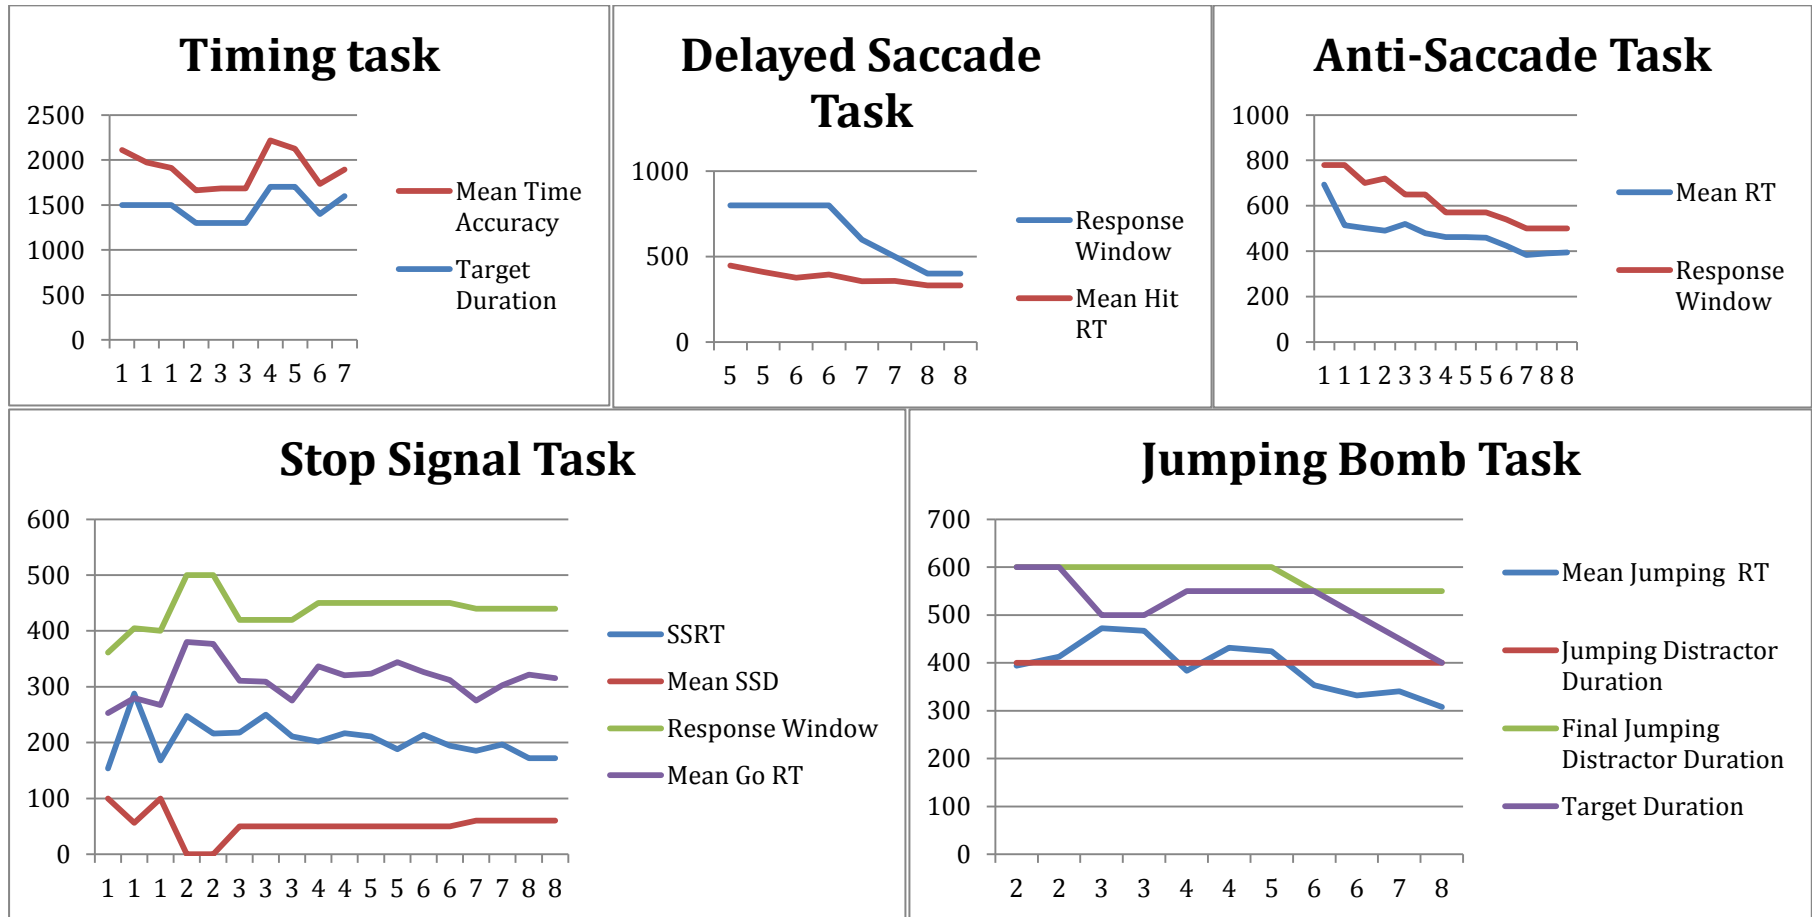 Timing task
2500
2000
1500
1000
500
0
1 1 1 2 3 3 4 5 6 7
Mean Time
Accuracy
Target
Duration
Delayed Saccade
Task
1000
500
0
5 5 6 6 7 7 8 8
Response
Window
Mean Hit
RT
Anti-Saccade Task
1000
800
600
400
200
0
1 1 1 2 3 3 4 5 5 6 7 8 8
Mean RT
Response
Window
Stop Signal Task
600
500
400
300
200
100
0
1 1 1 2 2 3 3 3 4 4 5 5 6 6 7 7 8 8
SSRT
Mean SSD
Response Window
Mean Go RT
Jumping Bomb Task
700
600
500
400
300
200
100
0
2 2 3 3 4 4 5 6 6 7 8
Mean Jumping RT
Jumping Distractor
Duration
Final Jumping
Distractor Duration
Target Duration